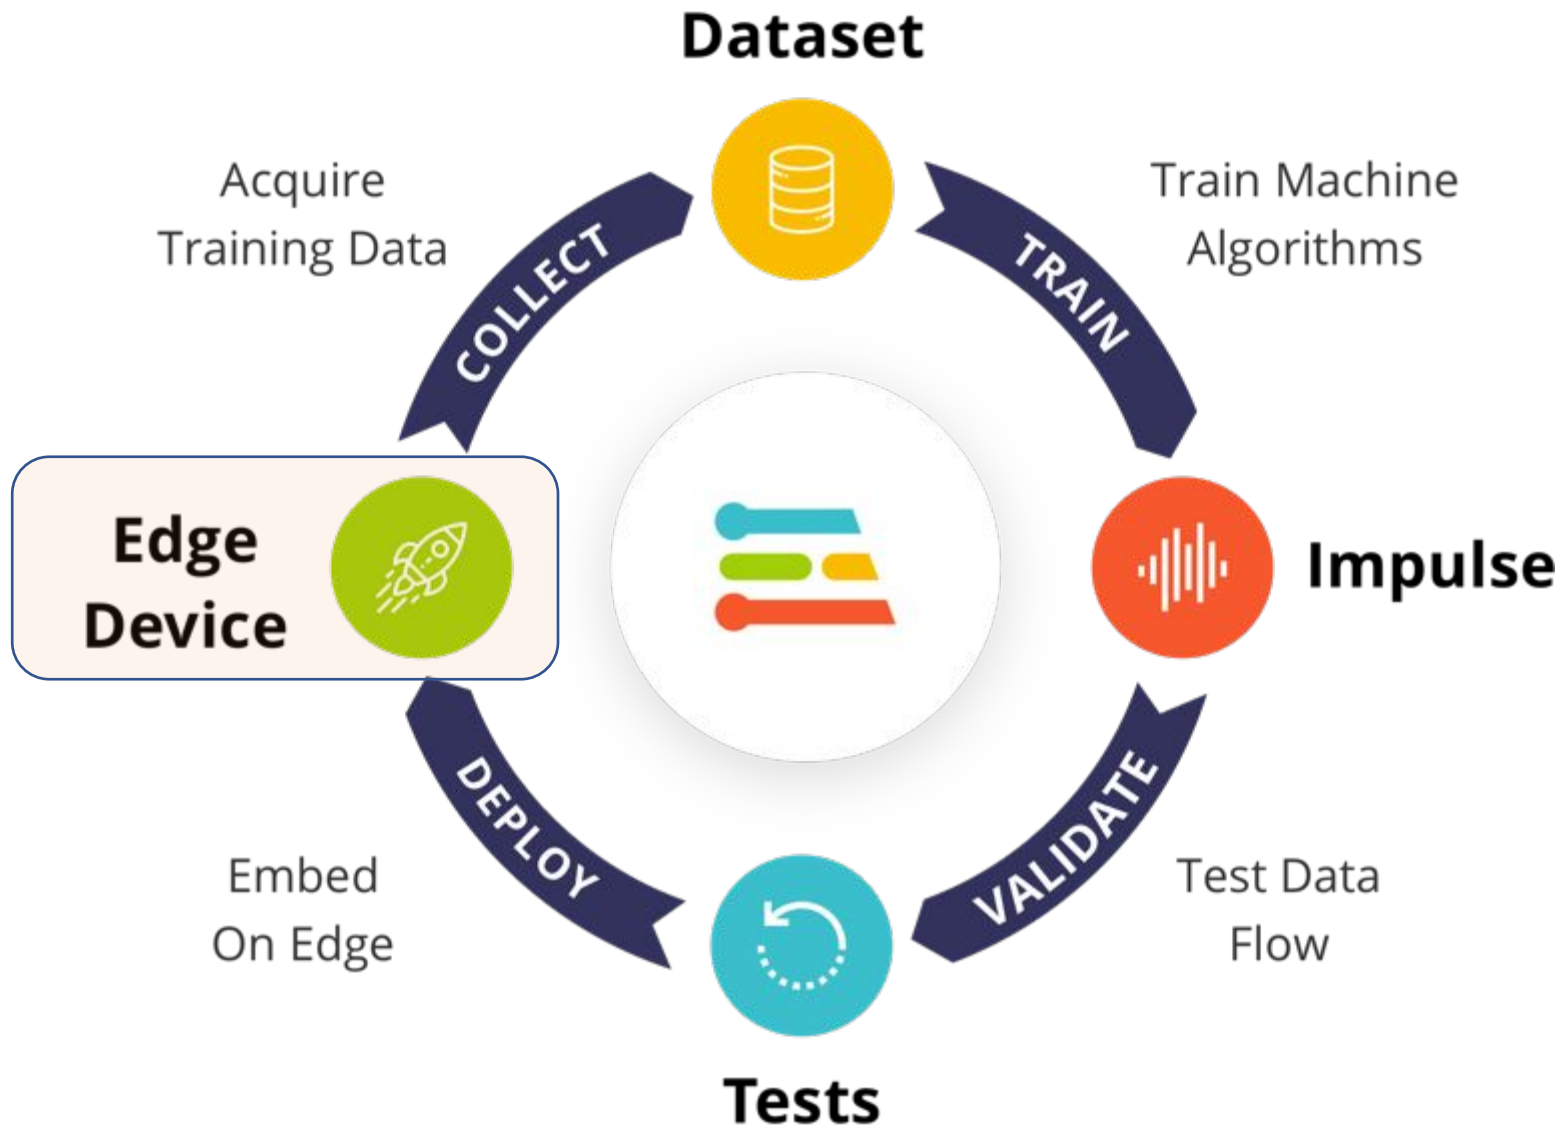 Dataset
Acquire
Training Data
COLLECT
TRAIN
Train Machine
Algorithms
Edge
Device
Impulse
DEPLOY
Embed
On Edge
VALIDATE
Test Data
Flow
Tests